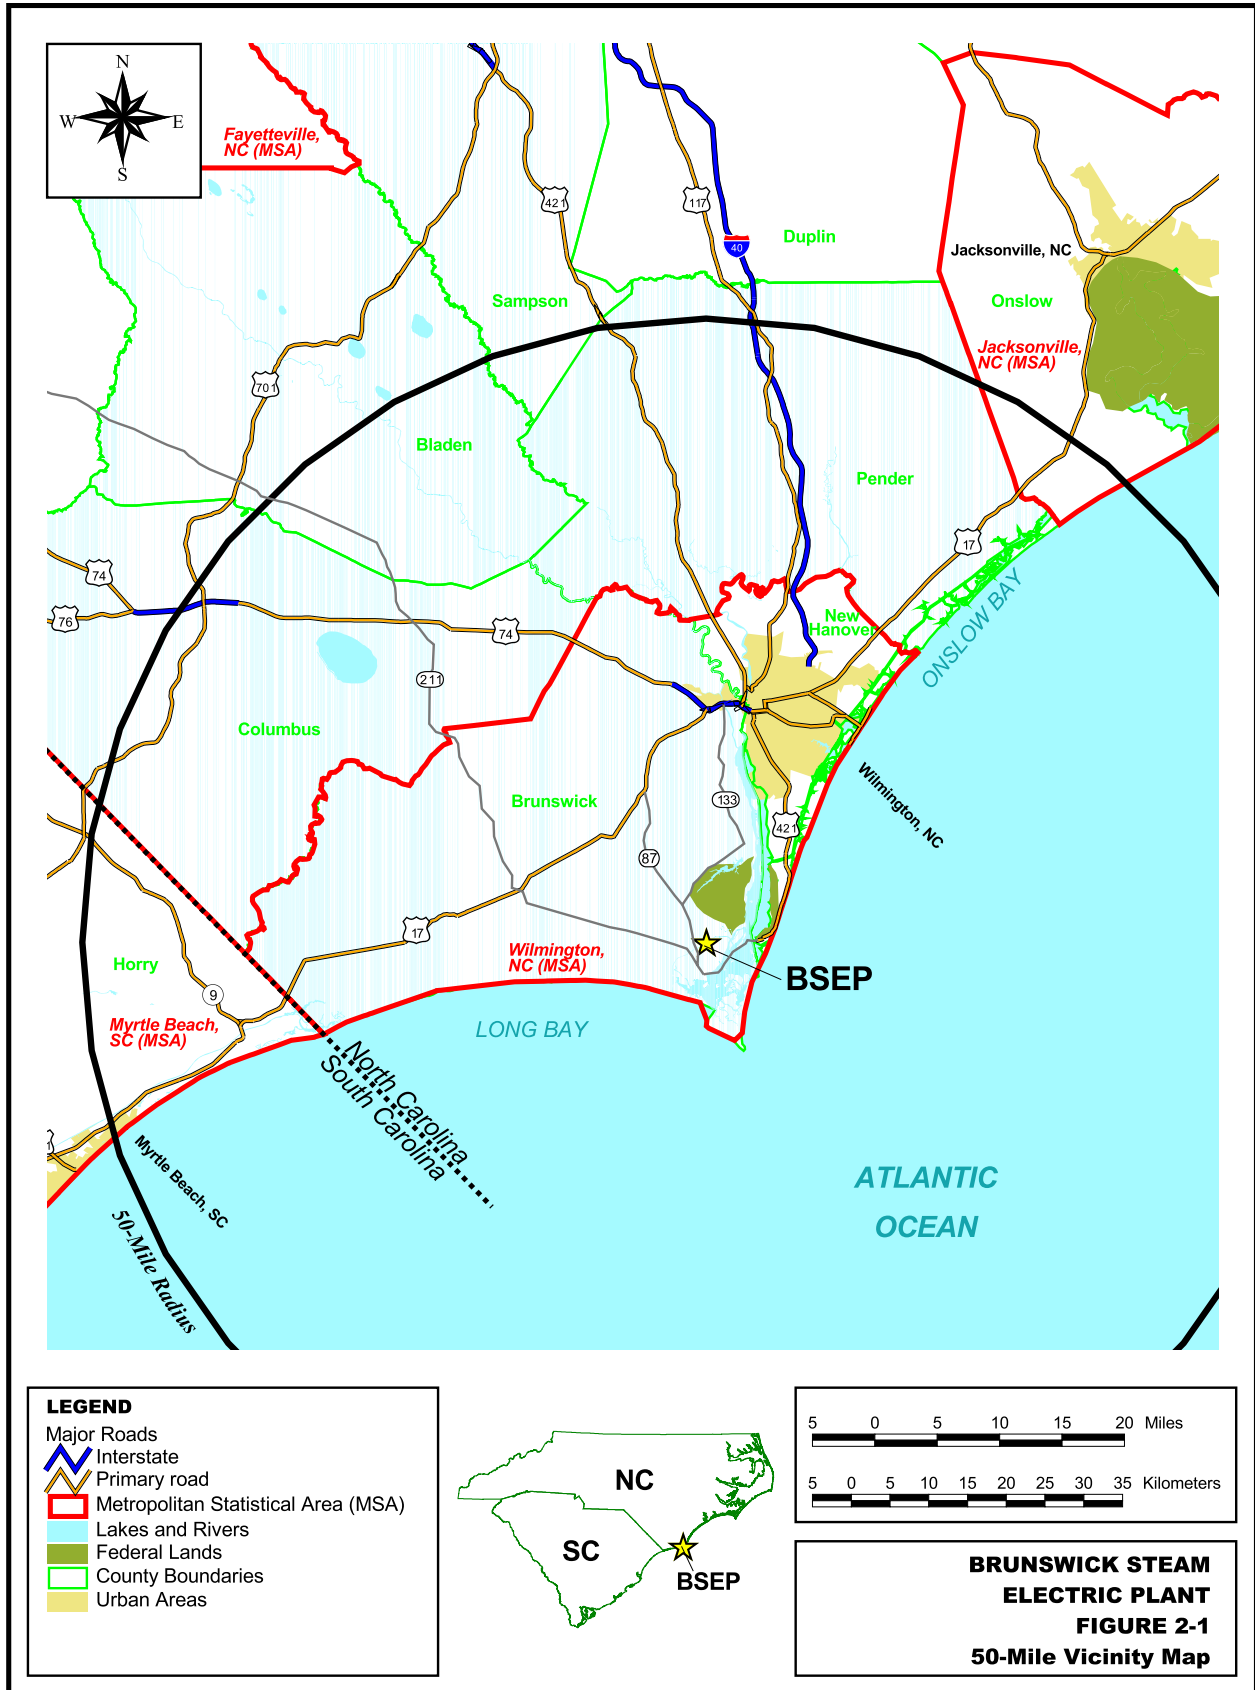 N
W
E
S
Fayetteville,
NC (MSA)
421
117
40
Duplin
Jacksonville, NC
Sampson
Onslow
Jacksonville,
NC (MSA)
701
Bladen
Pender
17
74
76
74
New
Hanover
ONSLOW BAY
211
Columbus
Brunswick
133
Wilmington, NC
421
87
17
Wilmington,
NC (MSA)
BSEP
Horry
9
Myrtle Beach,
SC (MSA)
LONG BAY
North Carolina
South Carolina
Myrtle Beach, SC
ATLANTIC
OCEAN
50-Mile Radius
LEGEND
Major Roads
Interstate
Primary road
Metropolitan Statistical Area (MSA)
Lakes and Rivers
Federal Lands
County Boundaries
Urban Areas
NC
SC
BSEP
5 0 5 10 15 20 Miles
5 0 5 10 15 20 25 30 35 Kilometers
BRUNSWICK STEAM
ELECTRIC PLANT
FIGURE 2-1
50-Mile Vicinity Map